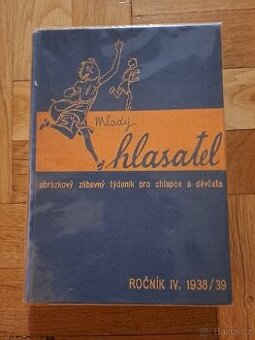 Mladý
hlasatel
obrázkový zábavný týdeník pro chlapce a děvčata
ROČNÍK IV. 1938/39